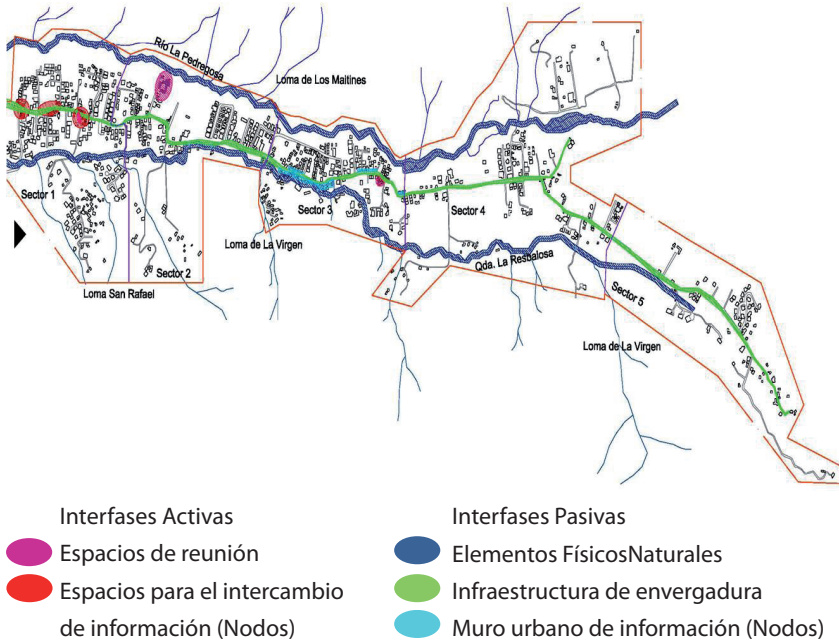 Río La Pedregosa
Loma de Los Maitines
Sector 1
Sector 2
Loma San Rafael
Loma de La Virgen
Sector 3
Sector 4
Qda. La Resbalosa
Sector 5
Loma de La Virgen
Interfases Activas
Espacios de reunión
Espacios para el intercambio
de información (Nodos)
Interfases Pasivas
Elementos FísicosNaturales
Infraestructura de envergadura
Muro urbano de información (Nodos)